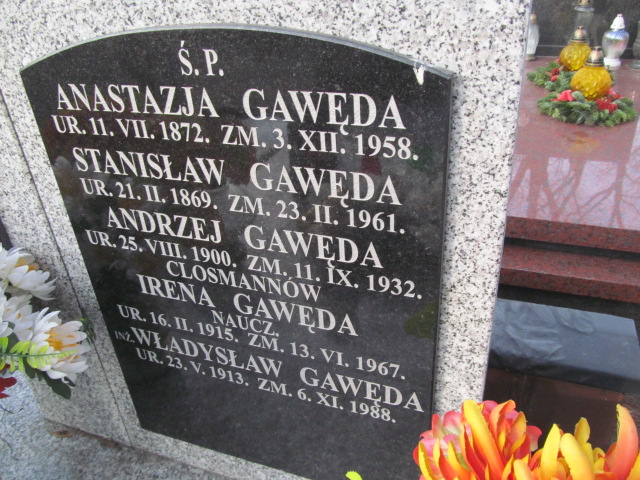 Ś. P.
ANASTAZJA GAWĘDA
UR. 11. VII. 1872. ZM. 3. XII. 1958.
STANISŁAW GAWĘDA
UR. 21. II. 1869. ZM. 23. II. 1961.
ANDRZEJ GAWĘDA
UR. 25. VIII. 1900. ZM. 11. IX. 1932.
CLOSMANNÓW
IRENA GAWĘDA
NAUCZ.
UR. 16. II. 1915. ZM. 13. VI. 1967.
INŻ. WŁADYSŁAW GAWĘDA
UR. 23. V. 1913. ZM. 6. XI. 1988.